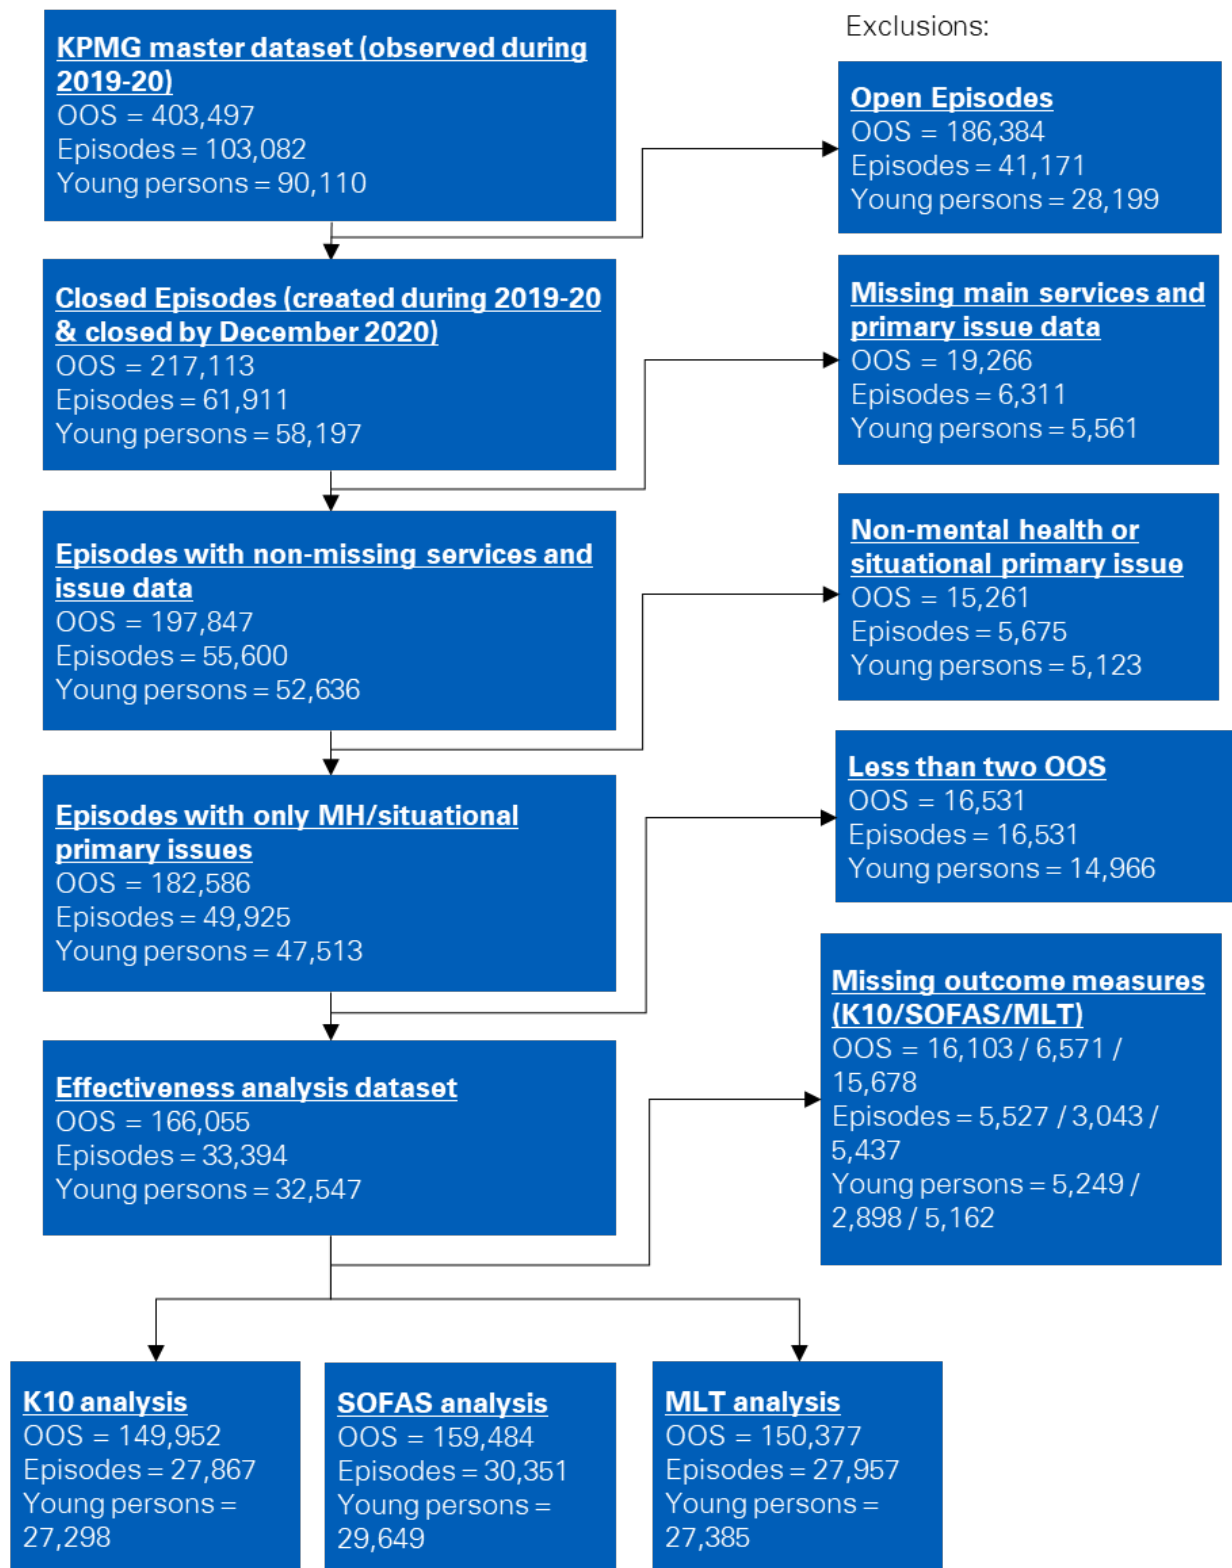 Exclusions:
KPMG master dataset (observed during
2019-20)
OOS = 403,497
Episodes = 103,082
Young persons = 90,110
Open Episodes
OOS = 186,384
Episodes = 41,171
Young persons = 28,199
Closed Episodes (created during 2019-20
& closed by December 2020)
OOS = 217,113
Episodes = 61,911
Young persons = 58,197
Missing main services and
primary issue data
OOS = 19,266
Episodes = 6,311
Young persons = 5,561
Episodes with non-missing services and
issue data
OOS = 197,847
Episodes = 55,600
Young persons = 52,636
Non-mental health or
situational primary issue
OOS = 15,261
Episodes = 5,675
Young persons = 5,123
Episodes with only MH/situational
primary issues
OOS = 182,586
Episodes = 49,925
Young persons = 47,513
Less than two OOS
OOS = 16,531
Episodes = 16,531
Young persons = 14,966
Effectiveness analysis dataset
OOS = 166,055
Episodes = 33,394
Young persons = 32,547
Missing outcome measures
(K10/SOFAS/MLT)
OOS = 16,103 / 6,571 /
15,678
Episodes = 5,527 / 3,043 /
5,437
Young persons = 5,249 /
2,898 / 5,162
K10 analysis
OOS = 149,952
Episodes = 27,867
Young persons =
27,298
SOFAS analysis
OOS = 159,484
Episodes = 30,351
Young persons =
29,649
MLT analysis
OOS = 150,377
Episodes = 27,957
Young persons =
27,385